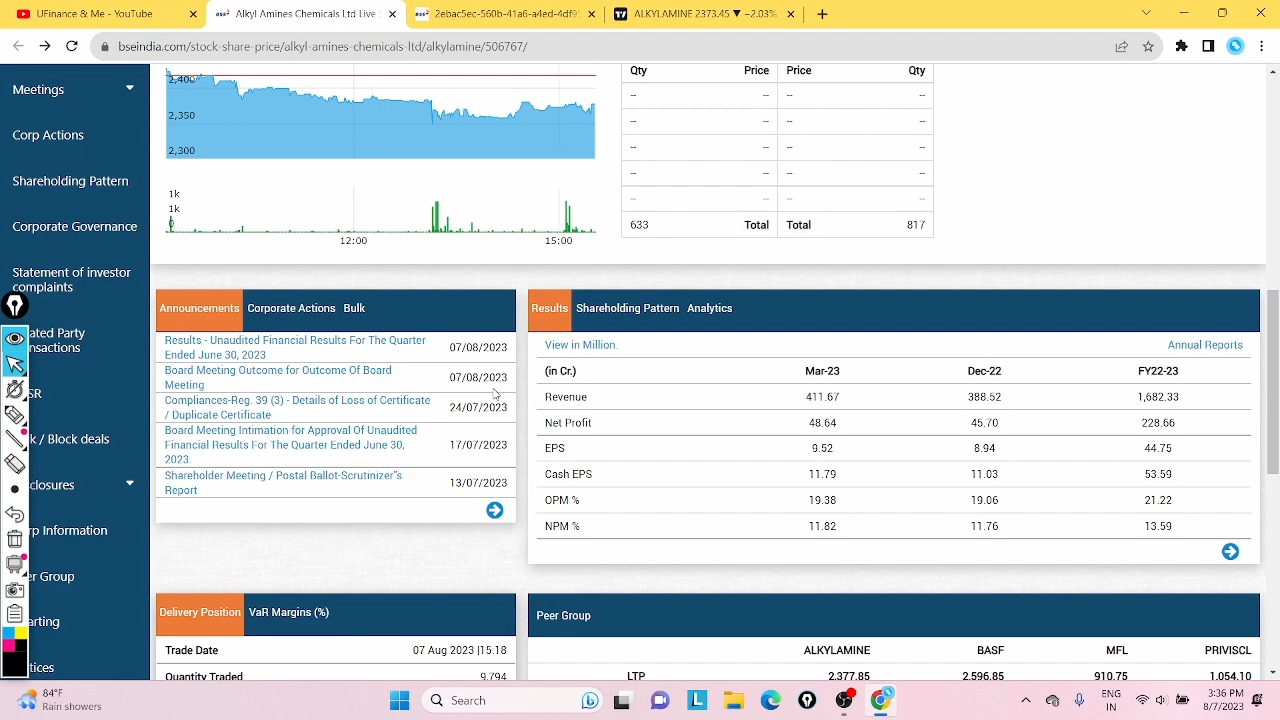 UFinance & Me - YouTube
Alkyl Amines Chemicals Ltd Live
2ebac5ec-560b-41a6-a4ed-4df9
ALKYLAMINE 2373.45 ▼ −2.03%
bseindia.com/stock-share-price/alkyl-amines-chemicals-ltd/alkylamine/506767/
Meetings
Corp Actions
Shareholding Pattern
Corporate Governance
Statement of investor
complaints
ated Party
nsactions
SR
k / Block deals
closures
rp Information
er Group
arting
tices
2,400
2,350
2,300
1k
1k
0
12:00 15:00
Qty Price Price Qty
-- -- -- --
-- -- -- --
-- -- -- --
-- -- -- --
-- -- -- --
633 Total Total 817
Announcements Corporate Actions Bulk
Results - Unaudited Financial Results For The Quarter
Ended June 30, 2023
07/08/2023
Board Meeting Outcome for Outcome Of Board
Meeting
07/08/2023
Compliances-Reg. 39 (3) - Details of Loss of Certificate
/ Duplicate Certificate
24/07/2023
Board Meeting Intimation for Approval Of Unaudited
Financial Results For The Quarter Ended June 30,
2023.
17/07/2023
Shareholder Meeting / Postal Ballot-Scrutinizer"s
Report
13/07/2023
Results Shareholding Pattern Analytics
View in Million. Annual Reports
(in Cr.) Mar-23 Dec-22 FY22-23
Revenue 411.67 388.52 1,682.33
Net Profit 48.64 45.70 228.66
EPS 9.52 8.94 44.75
Cash EPS 11.79 11.03 53.59
OPM % 19.38 19.06 21.22
NPM % 11.82 11.76 13.59
Delivery Position VaR Margins (%)
Trade Date 07 Aug 2023 |15.18
Quantity Traded 9,794
Peer Group
ALKYLAMINE BASF MFL PRIVISCL
LTP 2,377.85 2,596.85 910.75 1,054.10
84°F
Rain showers
Search
ENG
IN
3:36 PM
8/7/2023